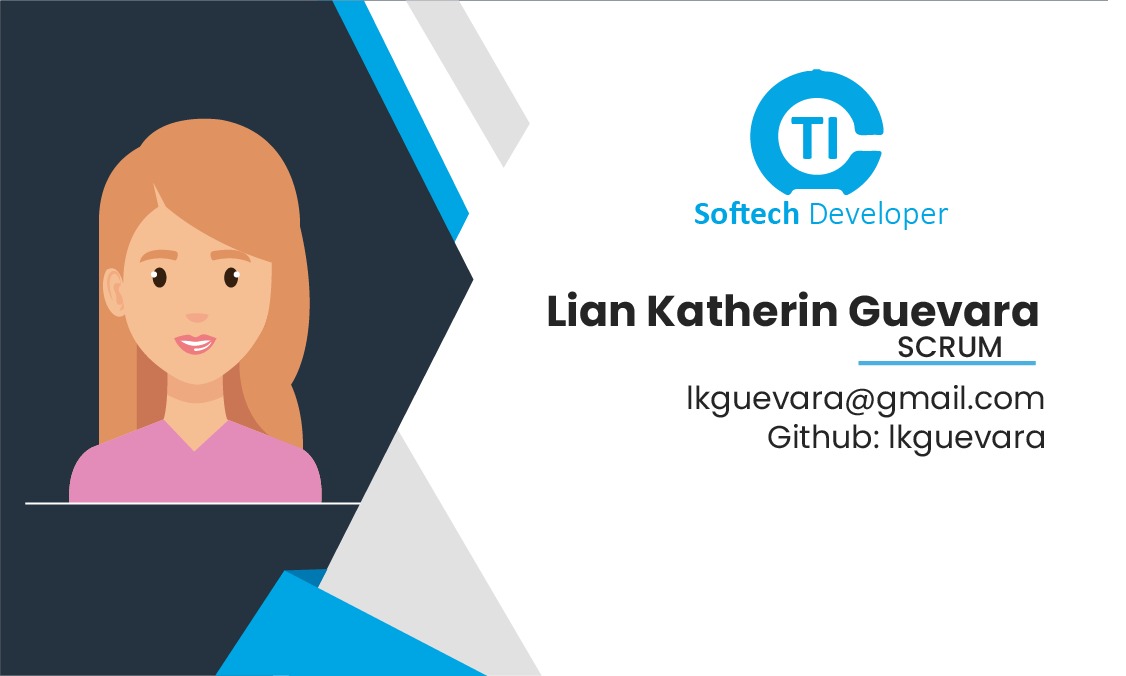 TI
Softech Developer
Lian Katherin Guevara
SCRUM
lkguevara@gmail.com
Github: lkguevara